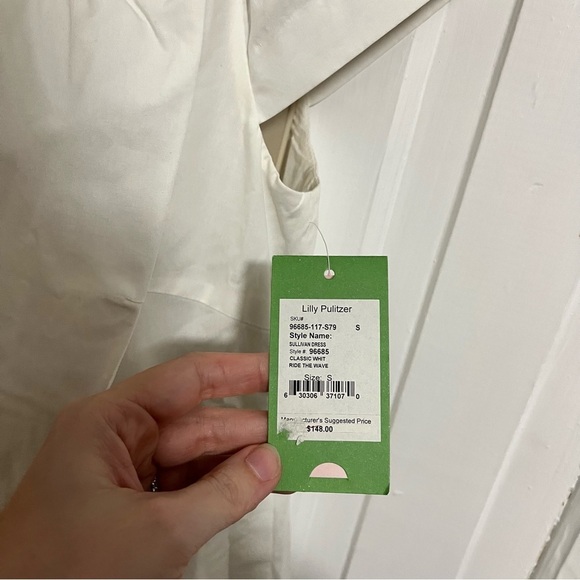 Lilly Pulitzer
SKU#
96685-117-S79 S
Style Name:
SULLIVAN DRESS
Style #: 96685
CLASSIC WHIT
RIDE THE WAVE
Size: S
6 30306 37107 0
Manufacturer's Suggested Price
$148.00